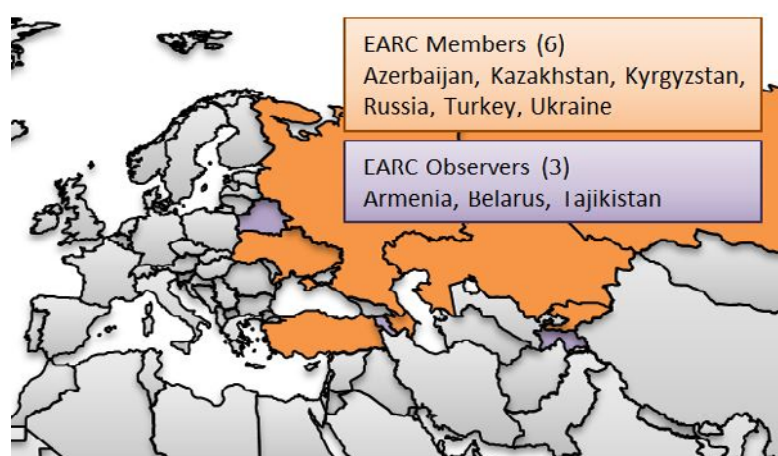 EARC Members (6)
Azerbaijan, Kazakhstan, Kyrgyzstan,
Russia, Turkey, Ukraine
EARC Observers (3)
Armenia, Belarus, Tajikistan